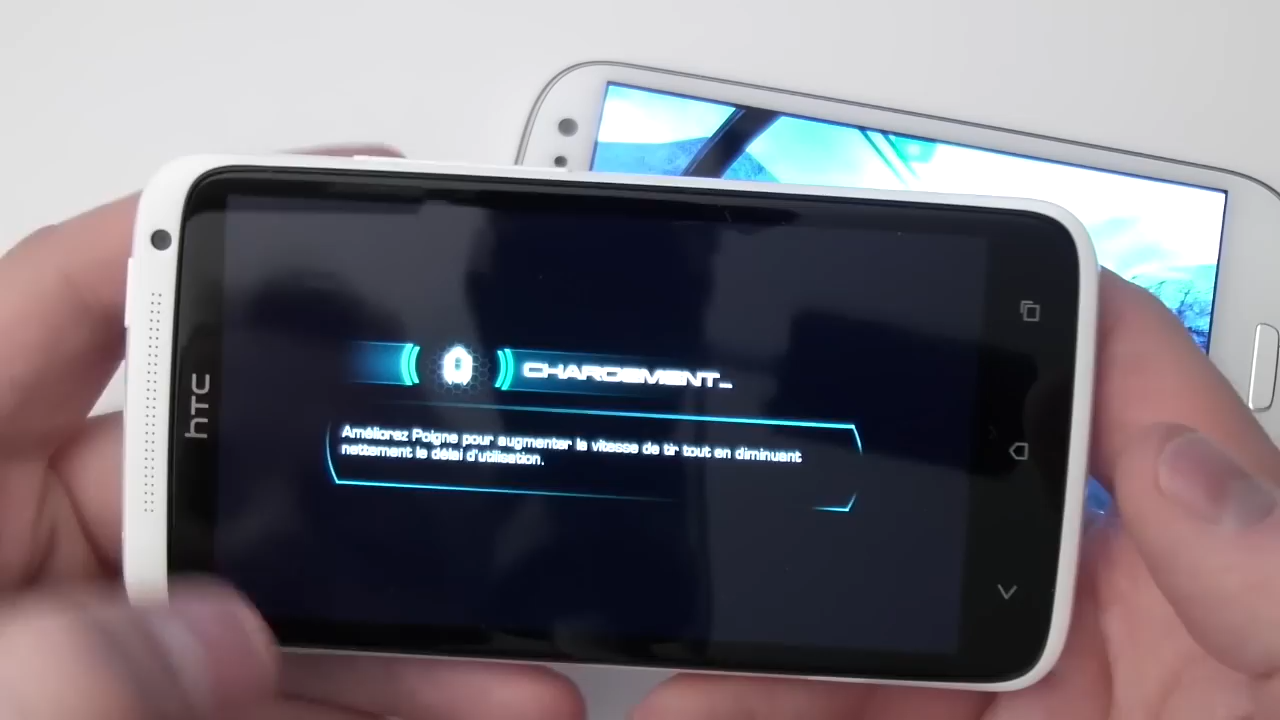 hTC
CHARGEMENT...
Améliorez Poigne pour augmenter la vitesse de tir tout en diminuant
nettement le délai d'utilisation.